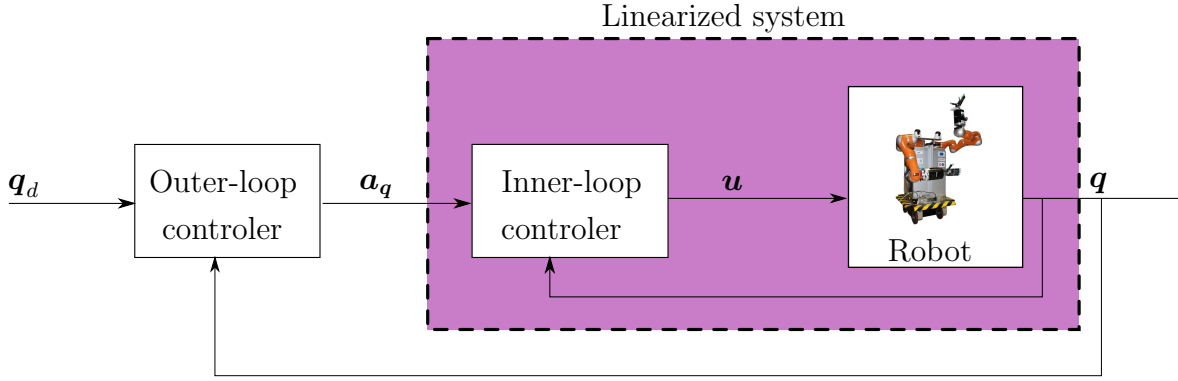 Linearized system
q_d
Outer-loop
controler
a_q
Inner-loop
controler
u
Robot
q